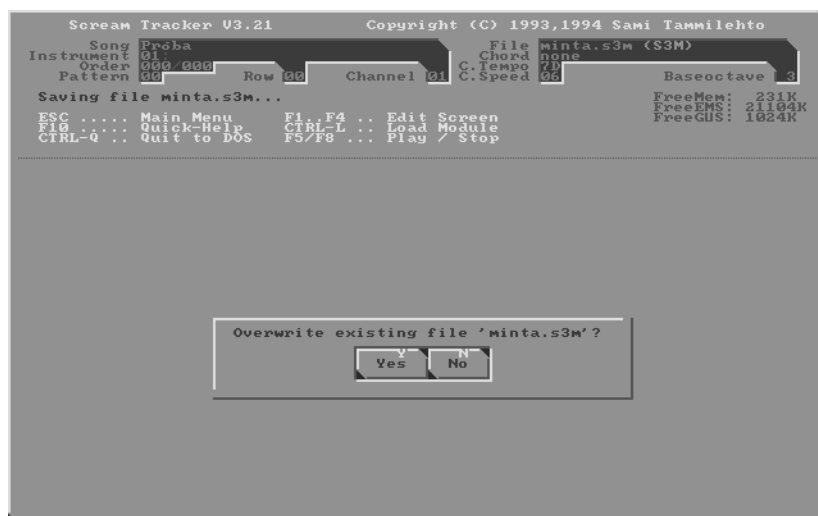 Scream Tracker V3.21 Copyright (C) 1993,1994 Sami Tammilehto
Song Próba File minta.s3m (S3M)
Instrument 01: Chord none
Order 000/000 C.Tempo 7D
Pattern 00 Row 00 Channel 01 C.Speed 06 Baseoctave 3
Saving file minta.s3m... FreeMem: 231K
FreeEMS: 21104K
ESC ..... Main Menu F1..F4 .. Edit Screen FreeGUS: 1024K
F10 ..... Quick-Help CTRL-L .. Load Module
CTRL-Q .. Quit to DOS F5/F8 ... Play / Stop
Overwrite existing file 'minta.s3m'?
Y N
Yes No